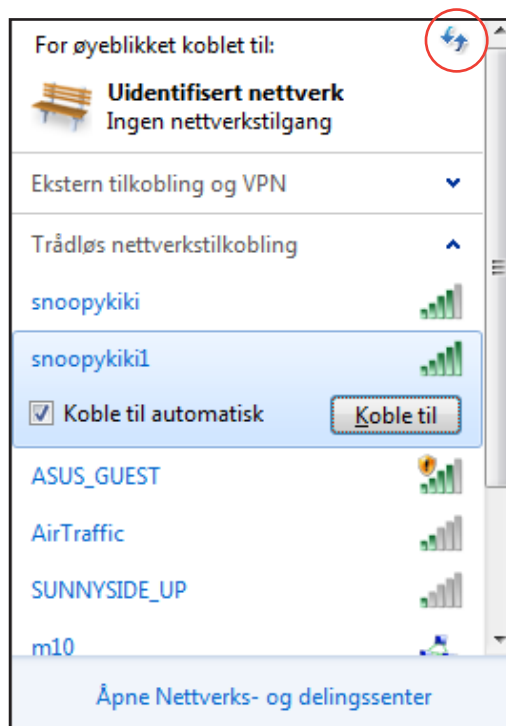 For øyeblikket koblet til:
Uidentifisert nettverk
Ingen nettverkstilgang
Ekstern tilkobling og VPN
Trådløs nettverkstilkobling
snoopykiki
snoopykiki1
Koble til automatisk Koble til
ASUS_GUEST
AirTraffic
SUNNYSIDE_UP
m10
Åpne Nettverks- og delingssenter